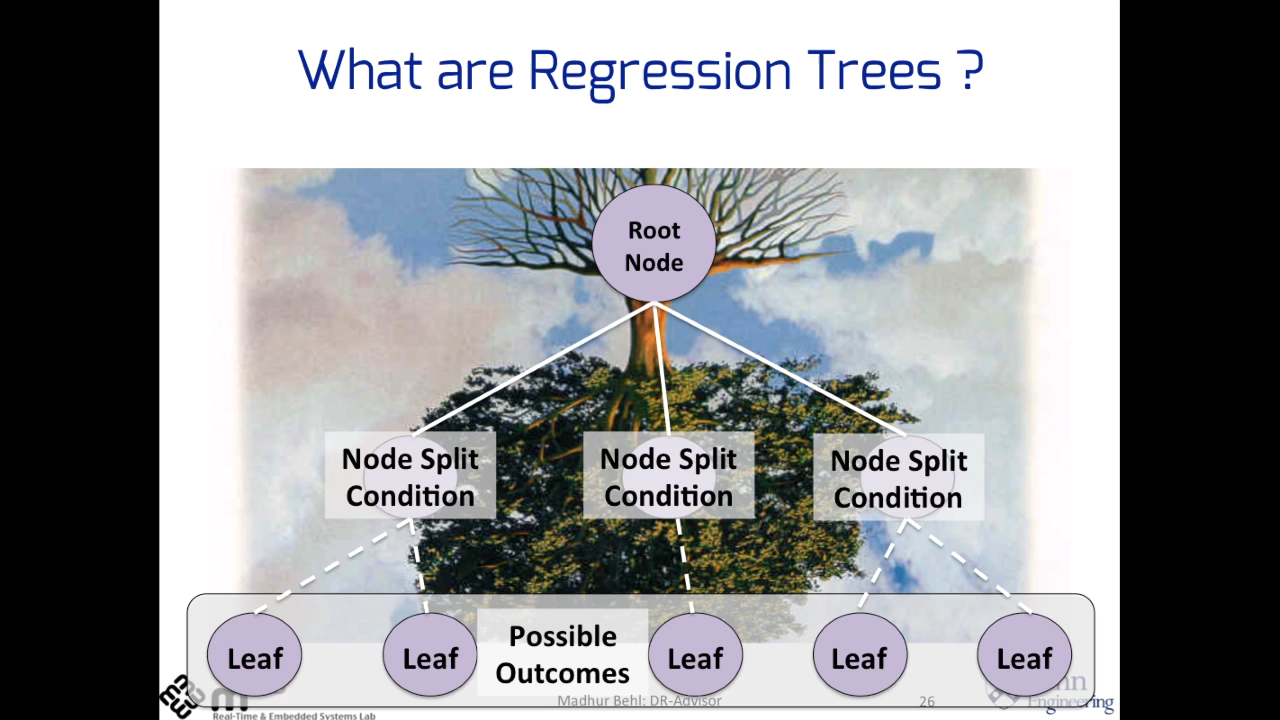 What are Regression Trees ?
Root
Node
Node Split
Condition
Node Split
Condition
Node Split
Condition
Leaf
Leaf
Possible
Outcomes
Leaf
Leaf
Leaf
Madhur Behl: DR-Advisor
26
Engineering
Real-Time & Embedded Systems Lab